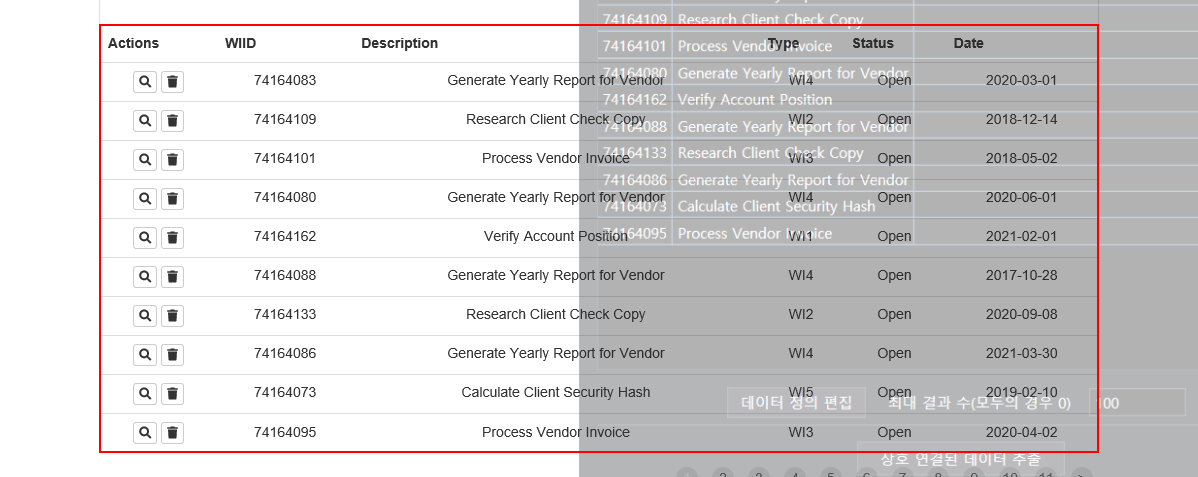 Actions WIID Description Type Status Date
74164083 Generate Yearly Report for Vendor WI4 Open 2020-03-01
74164109 Research Client Check Copy WI2 Open 2018-12-14
74164101 Process Vendor Invoice WI3 Open 2018-05-02
74164080 Generate Yearly Report for Vendor WI4 Open 2020-06-01
74164162 Verify Account Position WI1 Open 2021-02-01
74164088 Generate Yearly Report for Vendor WI4 Open 2017-10-28
74164133 Research Client Check Copy WI2 Open 2020-09-08
74164086 Generate Yearly Report for Vendor WI4 Open 2021-03-30
74164073 Calculate Client Security Hash WI5 Open 2019-02-10
74164095 Process Vendor Invoice WI3 Open 2020-04-02
74164109 Research Client Check Copy
74164101 Process Vendor Invoice
74164080 Generate Yearly Report for Vendor
74164162 Verify Account Position
74164088 Generate Yearly Report for Vendor
74164133 Research Client Check Copy
74164086 Generate Yearly Report for Vendor
74164073 Calculate Client Security Hash
74164095 Process Vendor Invoice
데이터 정의 편집 최대 결과 수(모두의 경우 0) 100
상호 연결된 데이터 추출
< 2 3 4 5 6 7 8 9 10 11 >